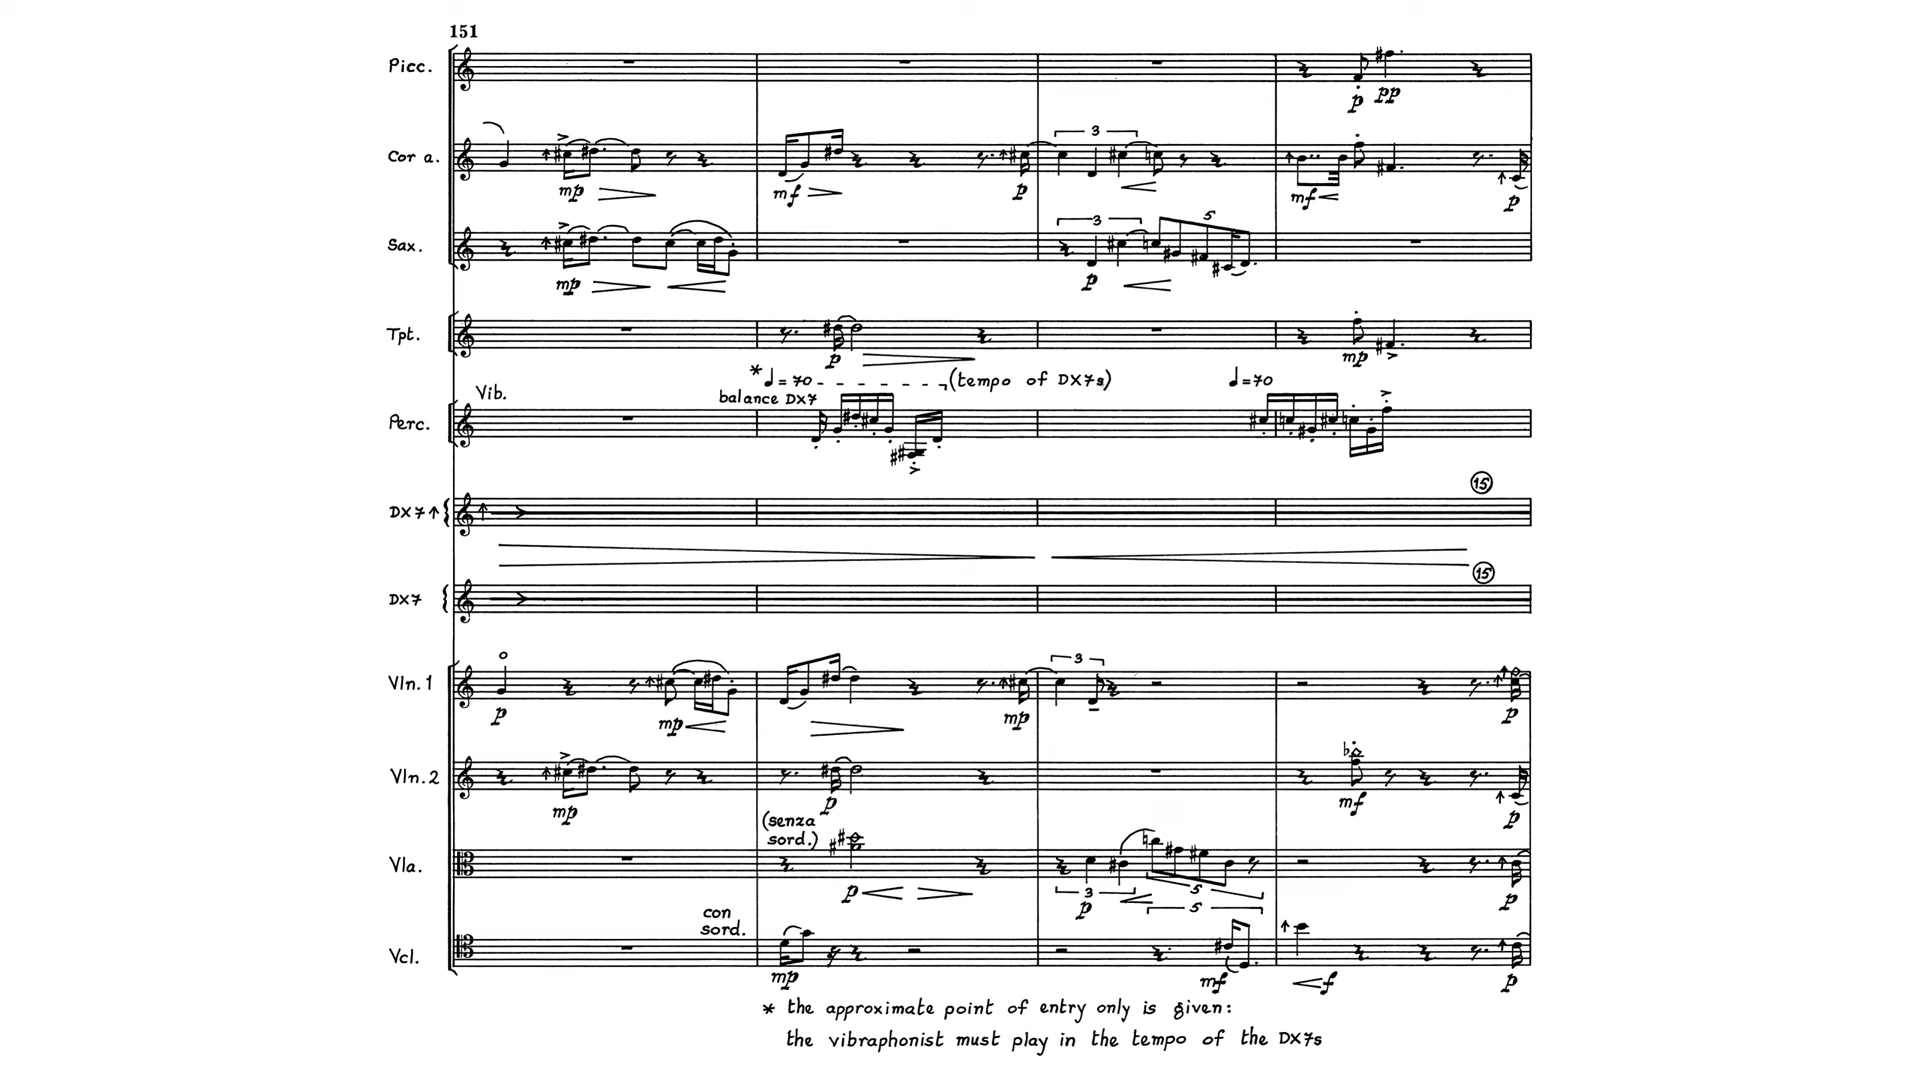 151
Picc.
p pp
Cor a.
3
mp mf p mf p
Sax.
3 5
mp p
Tpt.
p mp
* ♩ = 70 (tempo of DX7s) ♩=70
Vib. balance DX7
Perc.
15
DX7↑
15
DX7
3
Vln.1
p mp mp p
Vln.2
mp p mf p
(senza
sord.)
Vla.
p 3 p 5 p
con 5
sord.
Vcl.
mp mf f p
* the approximate point of entry only is given:
the vibraphonist must play in the tempo of the DX7s